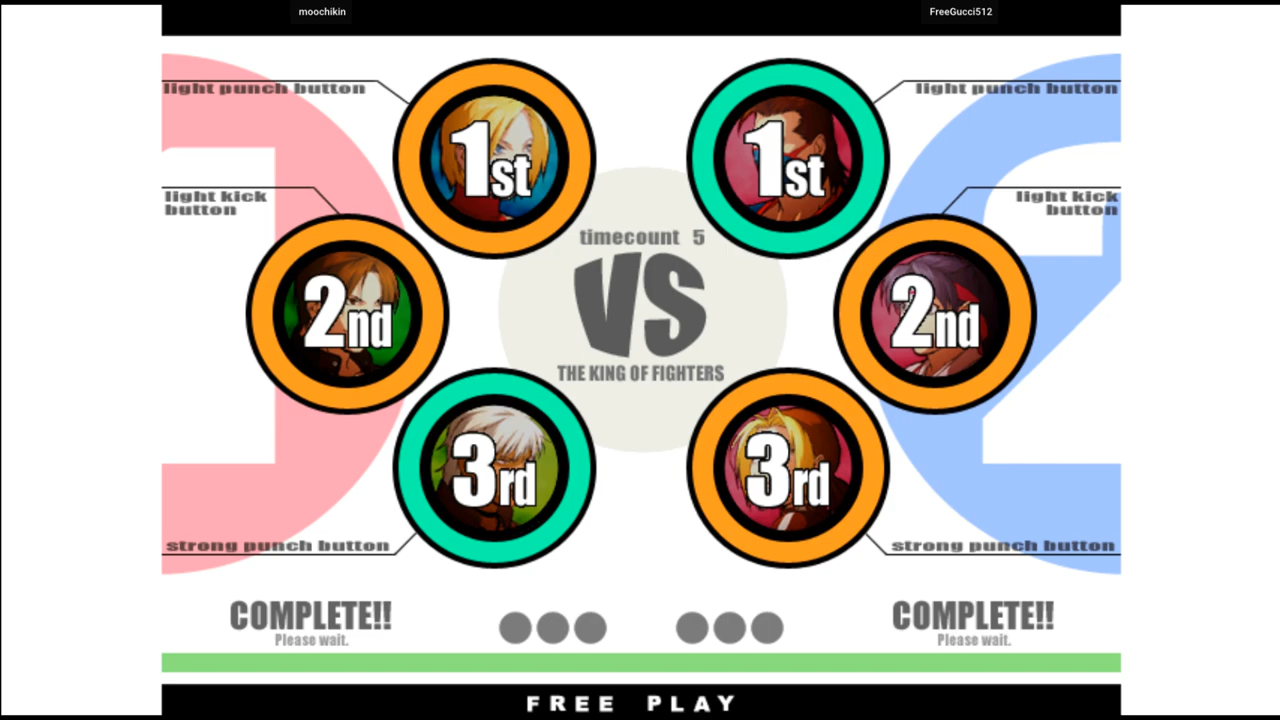 moochikin
FreeGucci512
light punch button
light punch button
1st
1st
light kick
button
light kick
button
timecount 5
VS
THE KING OF FIGHTERS
2nd
2nd
3rd
3rd
strong punch button
strong punch button
COMPLETE!!
Please wait.
COMPLETE!!
Please wait.
FREE PLAY